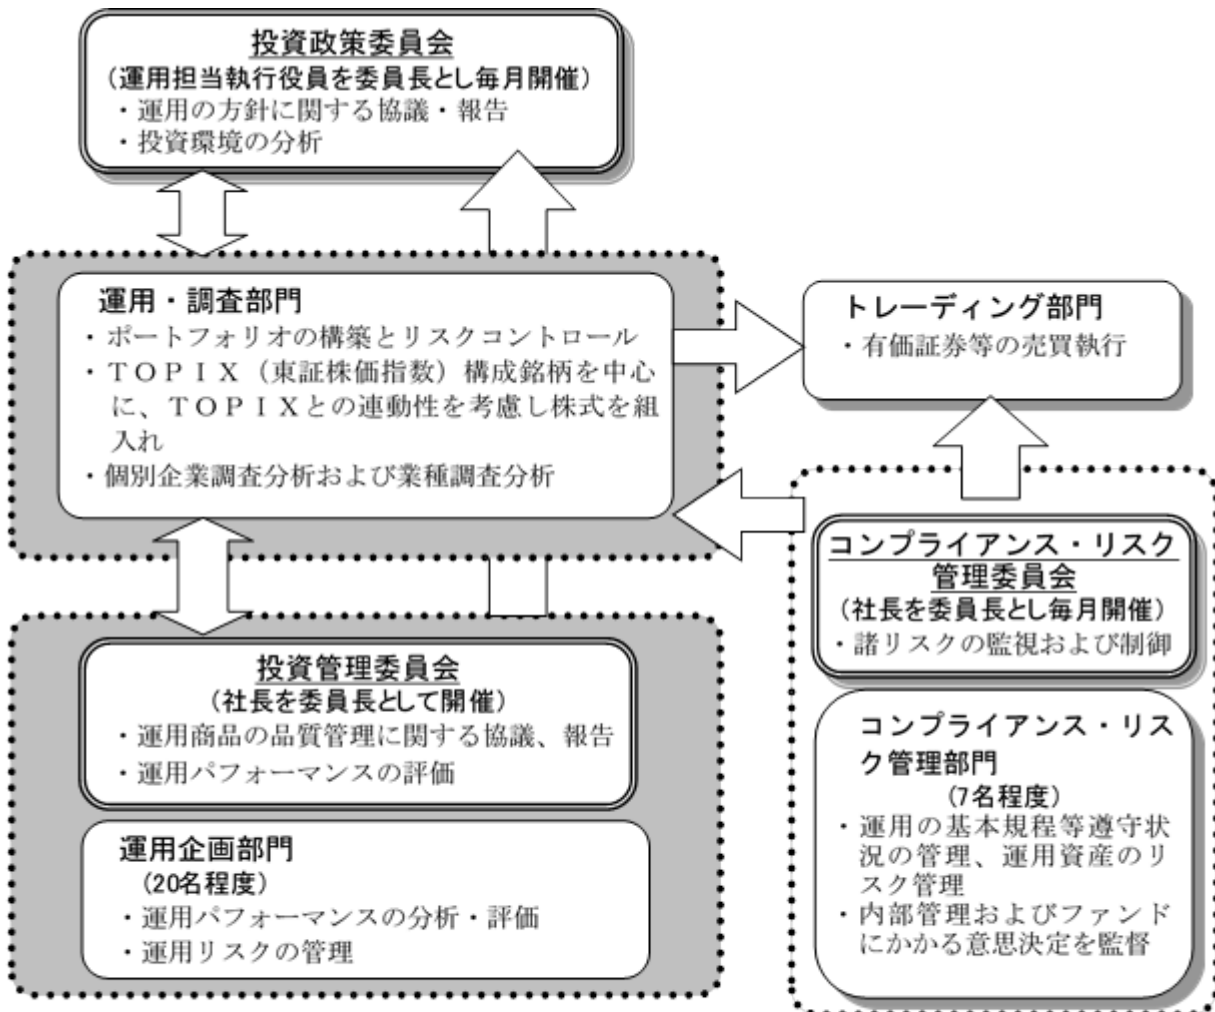 投資政策委員会
(運用担当執行役員を委員長とし毎月開催)
・運用の方針に関する協議・報告
・投資環境の分析
運用・調査部門
・ポートフォリオの構築とリスクコントロール
・ＴＯＰＩＸ（東証株価指数）構成銘柄を中心
に、ＴＯＰＩＸとの連動性を考慮し株式を組
入れ
・個別企業調査分析および業種調査分析
トレーディング部門
・有価証券等の売買執行
投資管理委員会
(社長を委員長として開催)
・運用商品の品質管理に関する協議、報告
・運用パフォーマンスの評価
運用企画部門
(20名程度)
・運用パフォーマンスの分析・評価
・運用リスクの管理
コンプライアンス・リスク
管理委員会
(社長を委員長とし毎月開催)
・諸リスクの監視および制御
コンプライアンス・リス
ク管理部門
(7名程度)
・運用の基本規程等遵守状
況の管理、運用資産のリ
スク管理
・内部管理およびファンド
にかかる意思決定を監督